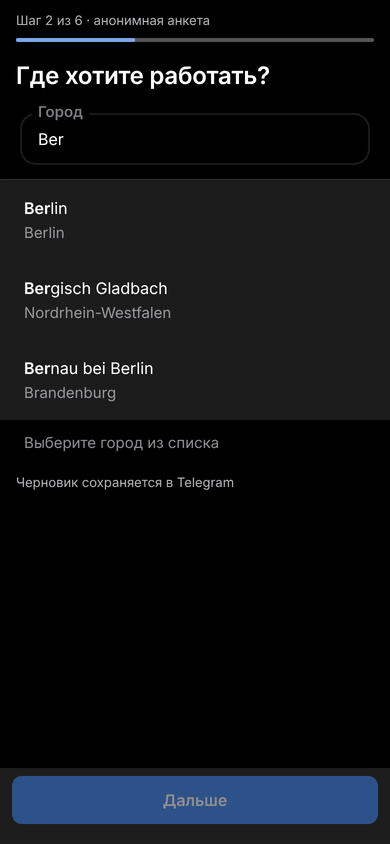 Шаг 2 из 6 · анонимная анкета
Где хотите работать?
Город
Ber
Berlin
Berlin
Bergisch Gladbach
Nordrhein-Westfalen
Bernau bei Berlin
Brandenburg
Выберите город из списка
Черновик сохраняется в Telegram
Дальше